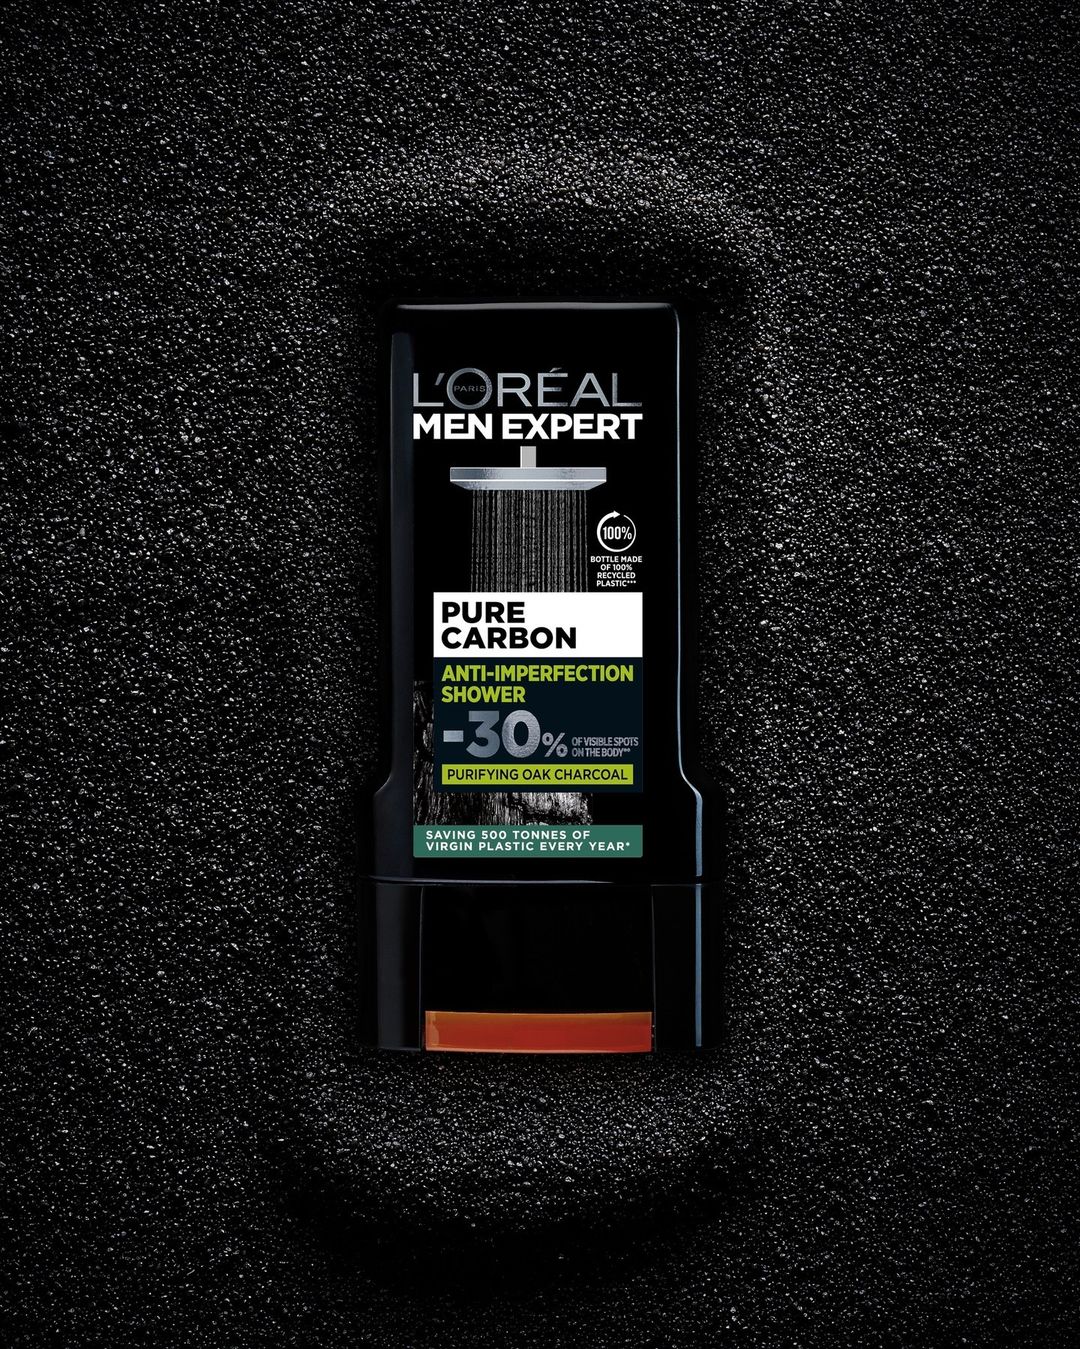 L'ORÉAL
PARIS
MEN EXPERT
100%
BOTTLE MADE
OF 100%
RECYCLED
PLASTIC***
PURE
CARBON
ANTI-IMPERFECTION
SHOWER
-30% OF VISIBLE SPOTS
ON THE BODY**
PURIFYING OAK CHARCOAL
SAVING 500 TONNES OF
VIRGIN PLASTIC EVERY YEAR*